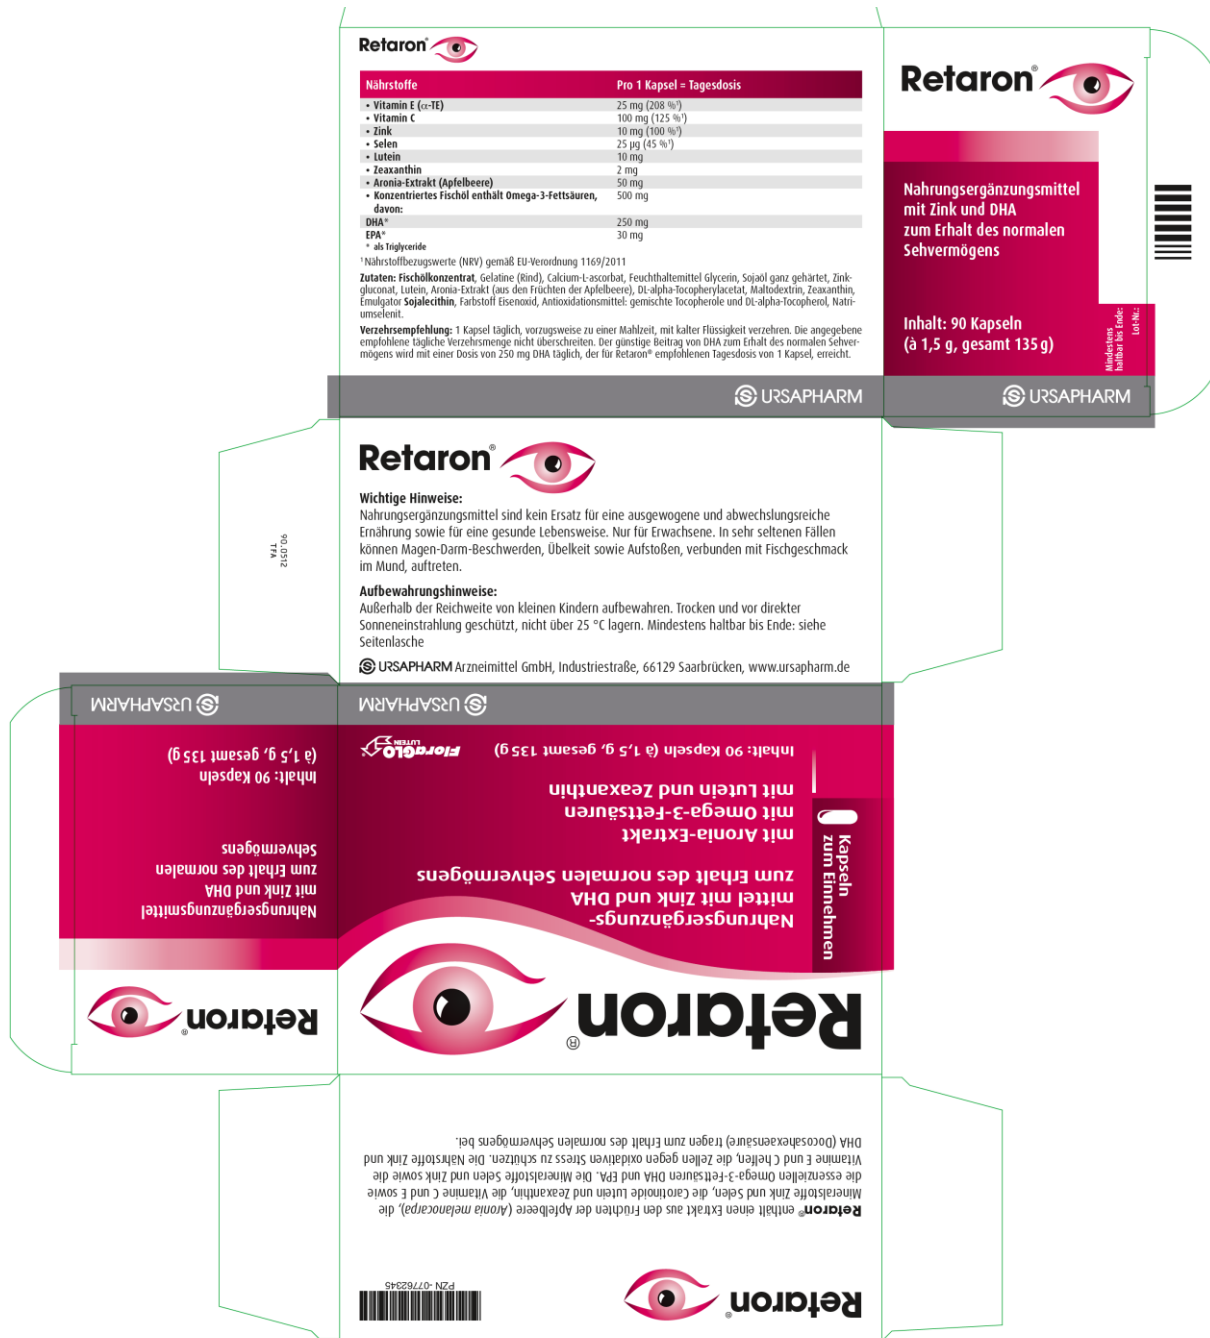 Retaron®
Nährstoffe Pro 1 Kapsel = Tagesdosis
• Vitamin E (α-TE) 25 mg (208 %¹)
• Vitamin C 100 mg (125 %¹)
• Zink 10 mg (100 %¹)
• Selen 25 µg (45 %¹)
• Lutein 10 mg
• Zeaxanthin 2 mg
• Aronia-Extrakt (Apfelbeere) 50 mg
• Konzentriertes Fischöl enthält Omega-3-Fettsäuren, 500 mg
davon:
DHA* 250 mg
EPA* 30 mg
* als Triglyceride
¹ Nährstoffbezugswerte (NRV) gemäß EU-Verordnung 1169/2011
Zutaten: Fischölkonzentrat, Gelatine (Rind), Calcium-L-ascorbat, Feuchthaltemittel Glycerin, Sojaöl ganz gehärtet, Zink-
gluconat, Lutein, Aronia-Extrakt (aus den Früchten der Apfelbeere), DL-alpha-Tocopherylacetat, Maltodextrin, Zeaxanthin,
Emulgator Sojalecithin, Farbstoff Eisenoxid, Antioxidationsmittel: gemischte Tocopherole und DL-alpha-Tocopherol, Natri-
umselenit.
Verzehrsempfehlung: 1 Kapsel täglich, vorzugsweise zu einer Mahlzeit, mit kalter Flüssigkeit verzehren. Die angegebene
empfohlene tägliche Verzehrsmenge nicht überschreiten. Der günstige Beitrag von DHA zum Erhalt des normalen Sehver-
mögens wird mit einer Dosis von 250 mg DHA täglich, der für Retaron® empfohlenen Tagesdosis von 1 Kapsel, erreicht.
URSAPHARM
Retaron®
Nahrungsergänzungsmittel
mit Zink und DHA
zum Erhalt des normalen
Sehvermögens
Inhalt: 90 Kapseln
(à 1,5 g, gesamt 135 g)
Mindestens
haltbar bis Ende:
Lot-Nr.:
URSAPHARM
Retaron®
Wichtige Hinweise:
Nahrungsergänzungsmittel sind kein Ersatz für eine ausgewogene und abwechslungsreiche
Ernährung sowie für eine gesunde Lebensweise. Nur für Erwachsene. In sehr seltenen Fällen
können Magen-Darm-Beschwerden, Übelkeit sowie Aufstoßen, verbunden mit Fischgeschmack
im Mund, auftreten.
Aufbewahrungshinweise:
Außerhalb der Reichweite von kleinen Kindern aufbewahren. Trocken und vor direkter
Sonneneinstrahlung geschützt, nicht über 25 °C lagern. Mindestens haltbar bis Ende: siehe
Seitenlasche
URSAPHARM Arzneimittel GmbH, Industriestraße, 66129 Saarbrücken, www.ursapharm.de
90.0512
TFA
Retaron®
Nahrungsergänzungsmittel
mit Zink und DHA
zum Erhalt des normalen
Sehvermögens
Inhalt: 90 Kapseln
(à 1,5 g, gesamt 135 g)
URSAPHARM
Retaron®
Kapseln
zum Einnehmen
Nahrungsergänzungs-
mittel mit Zink und DHA
zum Erhalt des normalen Sehvermögens
mit Aronia-Extrakt
mit Omega-3-Fettsäuren
mit Lutein und Zeaxanthin
Inhalt: 90 Kapseln (à 1,5 g, gesamt 135 g)
FloraGLO
LUTEIN
URSAPHARM
Retaron®
PZN -07762345
Retaron® enthält einen Extrakt aus den Früchten der Apfelbeere (Aronia melanocarpa), die
Mineralstoffe Zink und Selen, die Carotinoide Lutein und Zeaxanthin, die Vitamine C und E sowie
die essenziellen Omega-3-Fettsäuren DHA und EPA. Die Mineralstoffe Selen und Zink sowie die
Vitamine E und C helfen, die Zellen gegen oxidativen Stress zu schützen. Die Nährstoffe Zink und
DHA (Docosahexaensäure) tragen zum Erhalt des normalen Sehvermögens bei.